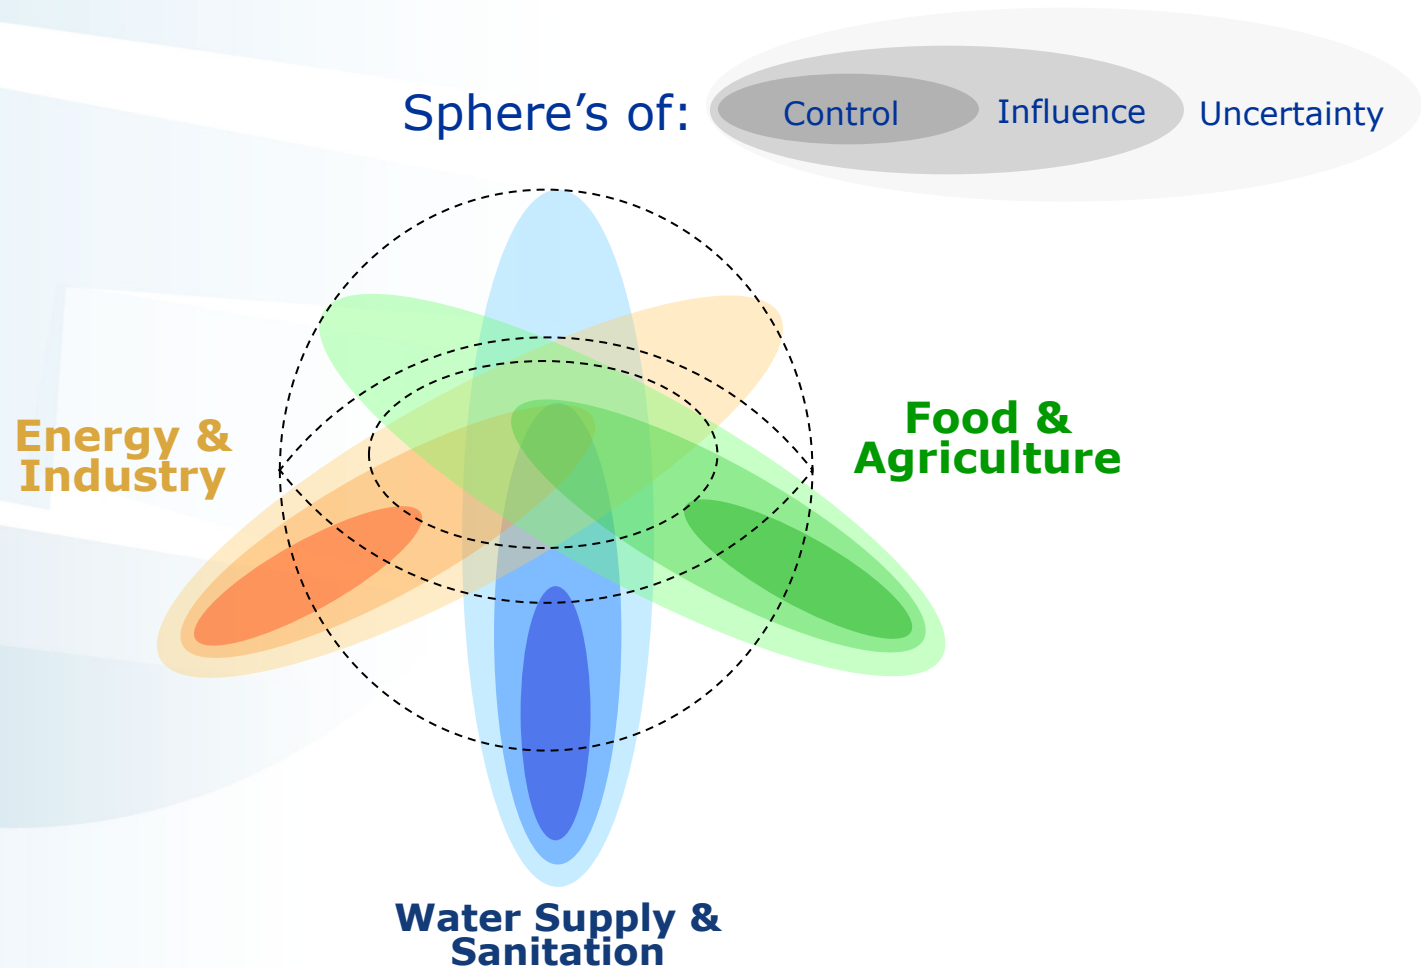 Sphere’s of:
Control
Influence
Uncertainty
Energy &
Industry
Food &
Agriculture
Water Supply &
Sanitation